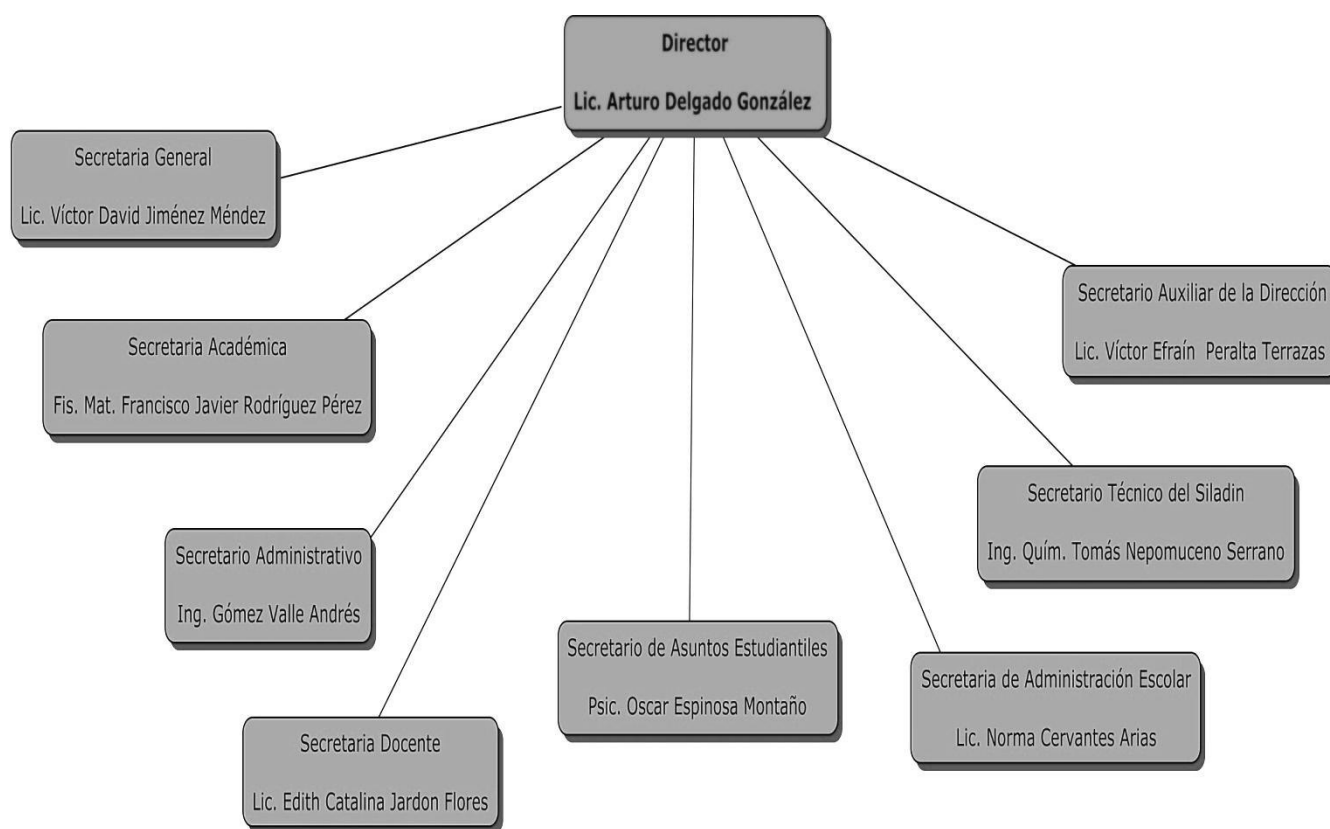 Director
Lic. Arturo Delgado González
Secretaria General
Lic. Víctor David Jiménez Méndez
Secretario Auxiliar de la Dirección
Lic. Víctor Efraín Peralta Terrazas
Secretaria Académica
Fis. Mat. Francisco Javier Rodríguez Pérez
Secretario Técnico del Siladin
Ing. Quím. Tomás Nepomuceno Serrano
Secretario Administrativo
Ing. Gómez Valle Andrés
Secretario de Asuntos Estudiantiles
Psic. Oscar Espinosa Montaño
Secretaria de Administración Escolar
Lic. Norma Cervantes Arias
Secretaria Docente
Lic. Edith Catalina Jardon Flores